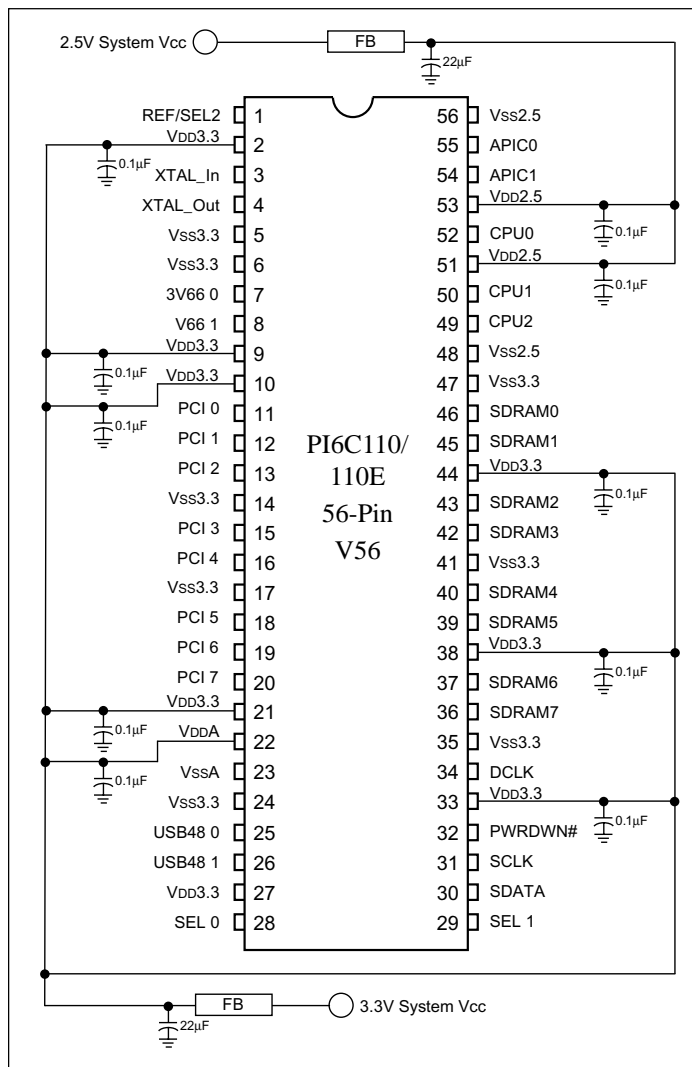 2.5V System Vcc
FB
22µF
REF/SEL2 1
VDD3.3 2
0.1µF
XTAL_In 3
XTAL_Out 4
VSS3.3 5
VSS3.3 6
3V66 0 7
V66 1 8
VDD3.3 9
0.1µF
VDD3.3 10
0.1µF
PCI 0 11
PCI 1 12
PCI 2 13
VSS3.3 14
PCI 3 15
PCI 4 16
VSS3.3 17
PCI 5 18
PCI 6 19
PCI 7 20
VDD3.3 21
0.1µF
VDDA 22
0.1µF
VSSA 23
VSS3.3 24
USB48 0 25
USB48 1 26
VDD3.3 27
SEL 0 28
PI6C110/
110E
56-Pin
V56
56 VSS2.5
55 APIC0
54 APIC1
53 VDD2.5
0.1µF
52 CPU0
51 VDD2.5
0.1µF
50 CPU1
49 CPU2
48 VSS2.5
47 VSS3.3
46 SDRAM0
45 SDRAM1
44 VDD3.3
0.1µF
43 SDRAM2
42 SDRAM3
41 VSS3.3
40 SDRAM4
39 SDRAM5
38 VDD3.3
0.1µF
37 SDRAM6
36 SDRAM7
35 VSS3.3
34 DCLK
33 VDD3.3
0.1µF
32 PWRDWN#
31 SCLK
30 SDATA
29 SEL 1
FB
3.3V System Vcc
22µF